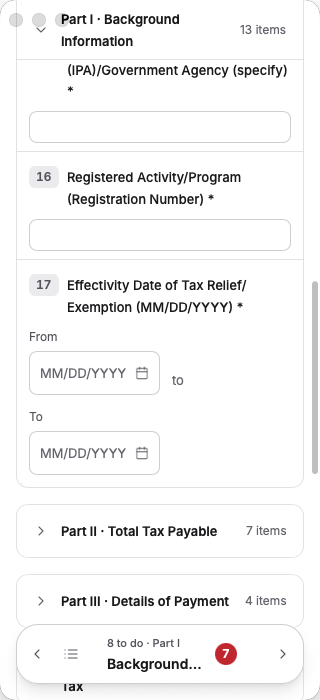 Part I · Background
Information
13 items
(IPA)/Government Agency (specify)
*
16
Registered Activity/Program
(Registration Number) *
17
Effectivity Date of Tax Relief/
Exemption (MM/DD/YYYY) *
From
MM/DD/YYYY
to
To
MM/DD/YYYY
Part II · Total Tax Payable
7 items
Part III · Details of Payment
4 items
8 to do · Part I
Background...
7
Tax